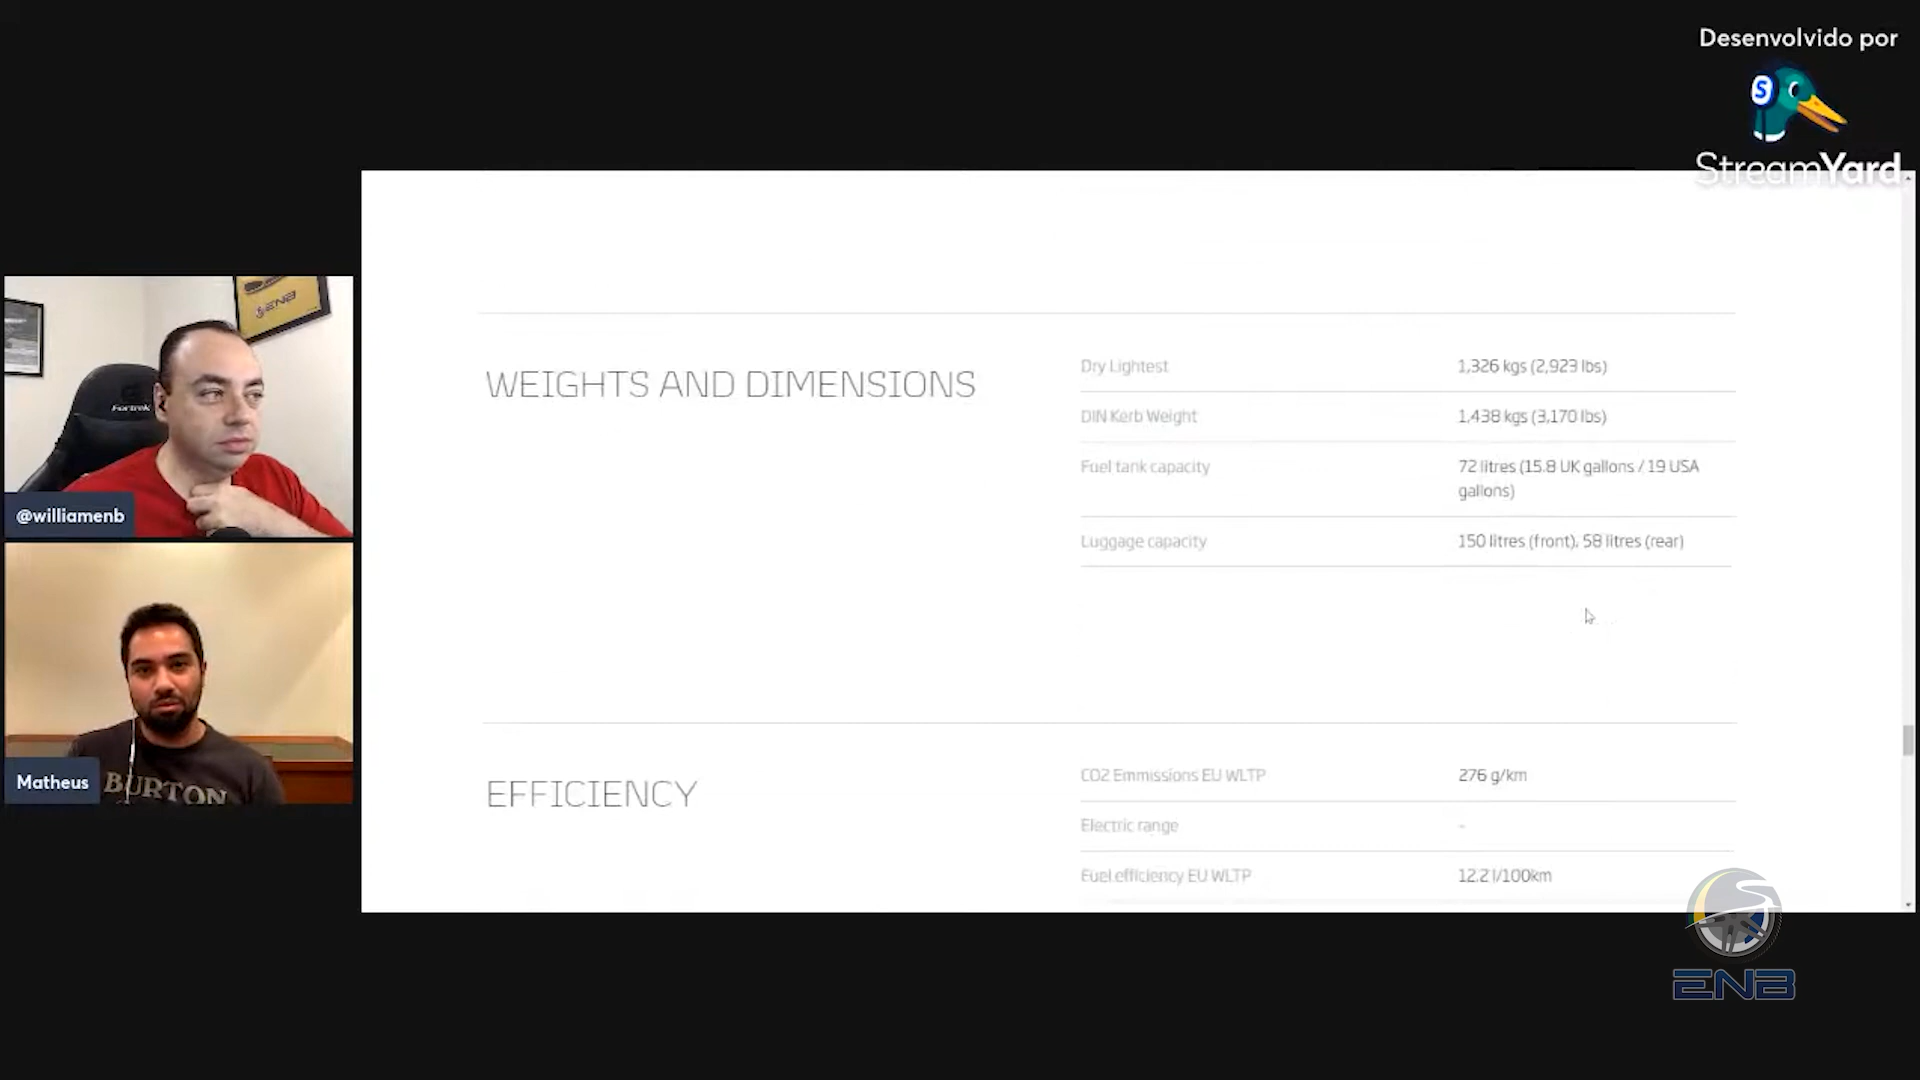 Desenvolvido por
S
StreamYard
ENB
Fortrek
@williamenb
BURTON
Matheus
WEIGHTS AND DIMENSIONS
Dry Lightest
1,326 kgs (2,923 lbs)
DIN Kerb Weight
1,438 kgs (3,170 lbs)
Fuel tank capacity
72 litres (15.8 UK gallons / 19 USA
gallons)
Luggage capacity
150 litres (front), 58 litres (rear)
EFFICIENCY
CO2 Emmissions EU WLTP
276 g/km
Electric range
-
Fuel efficiency EU WLTP
12.2 l/100km
ENB